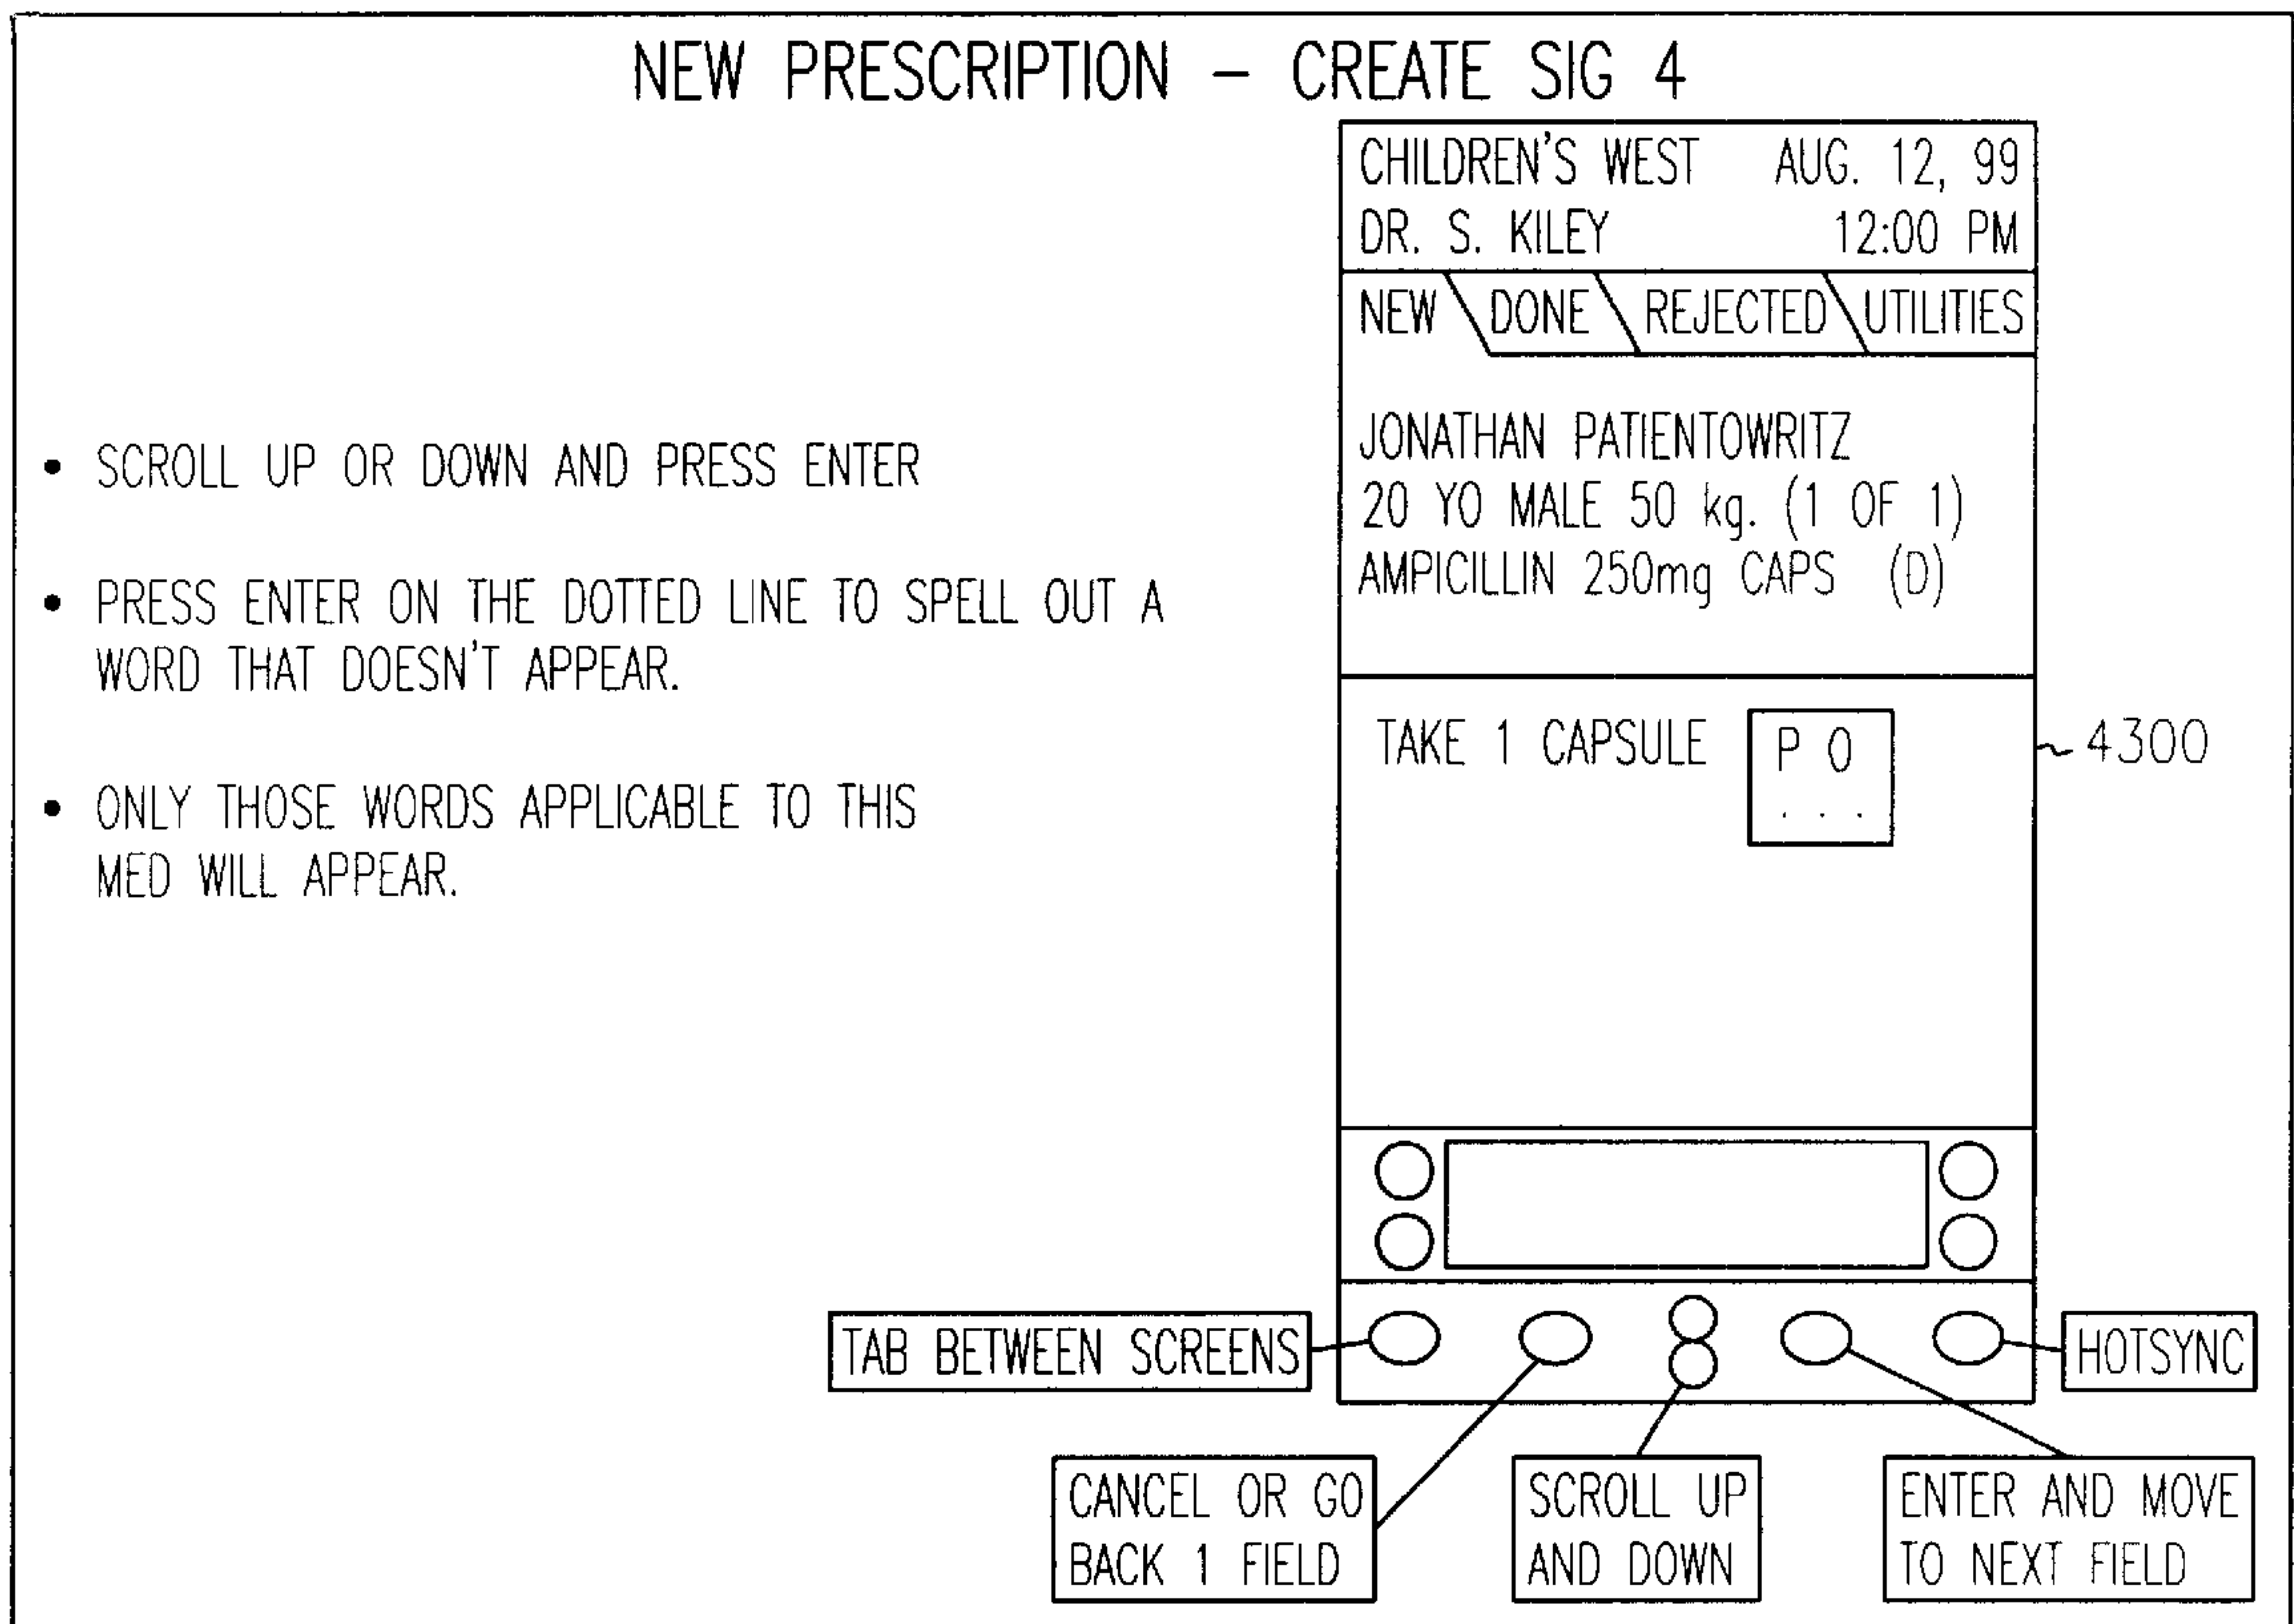 NEW PRESCRIPTION – CREATE SIG 4
CHILDREN'S WEST AUG. 12, 99
DR. S. KILEY 12:00 PM
NEW DONE REJECTED UTILITIES
JONATHAN PATIENTOWRITZ
20 YO MALE 50 kg. (1 OF 1)
AMPICILLIN 250mg CAPS (D)
• SCROLL UP OR DOWN AND PRESS ENTER
• PRESS ENTER ON THE DOTTED LINE TO SPELL OUT A
WORD THAT DOESN'T APPEAR.
• ONLY THOSE WORDS APPLICABLE TO THIS
MED WILL APPEAR.
TAKE 1 CAPSULE P O
. . .
4300
TAB BETWEEN SCREENS
HOTSYNC
CANCEL OR GO
BACK 1 FIELD
SCROLL UP
AND DOWN
ENTER AND MOVE
TO NEXT FIELD